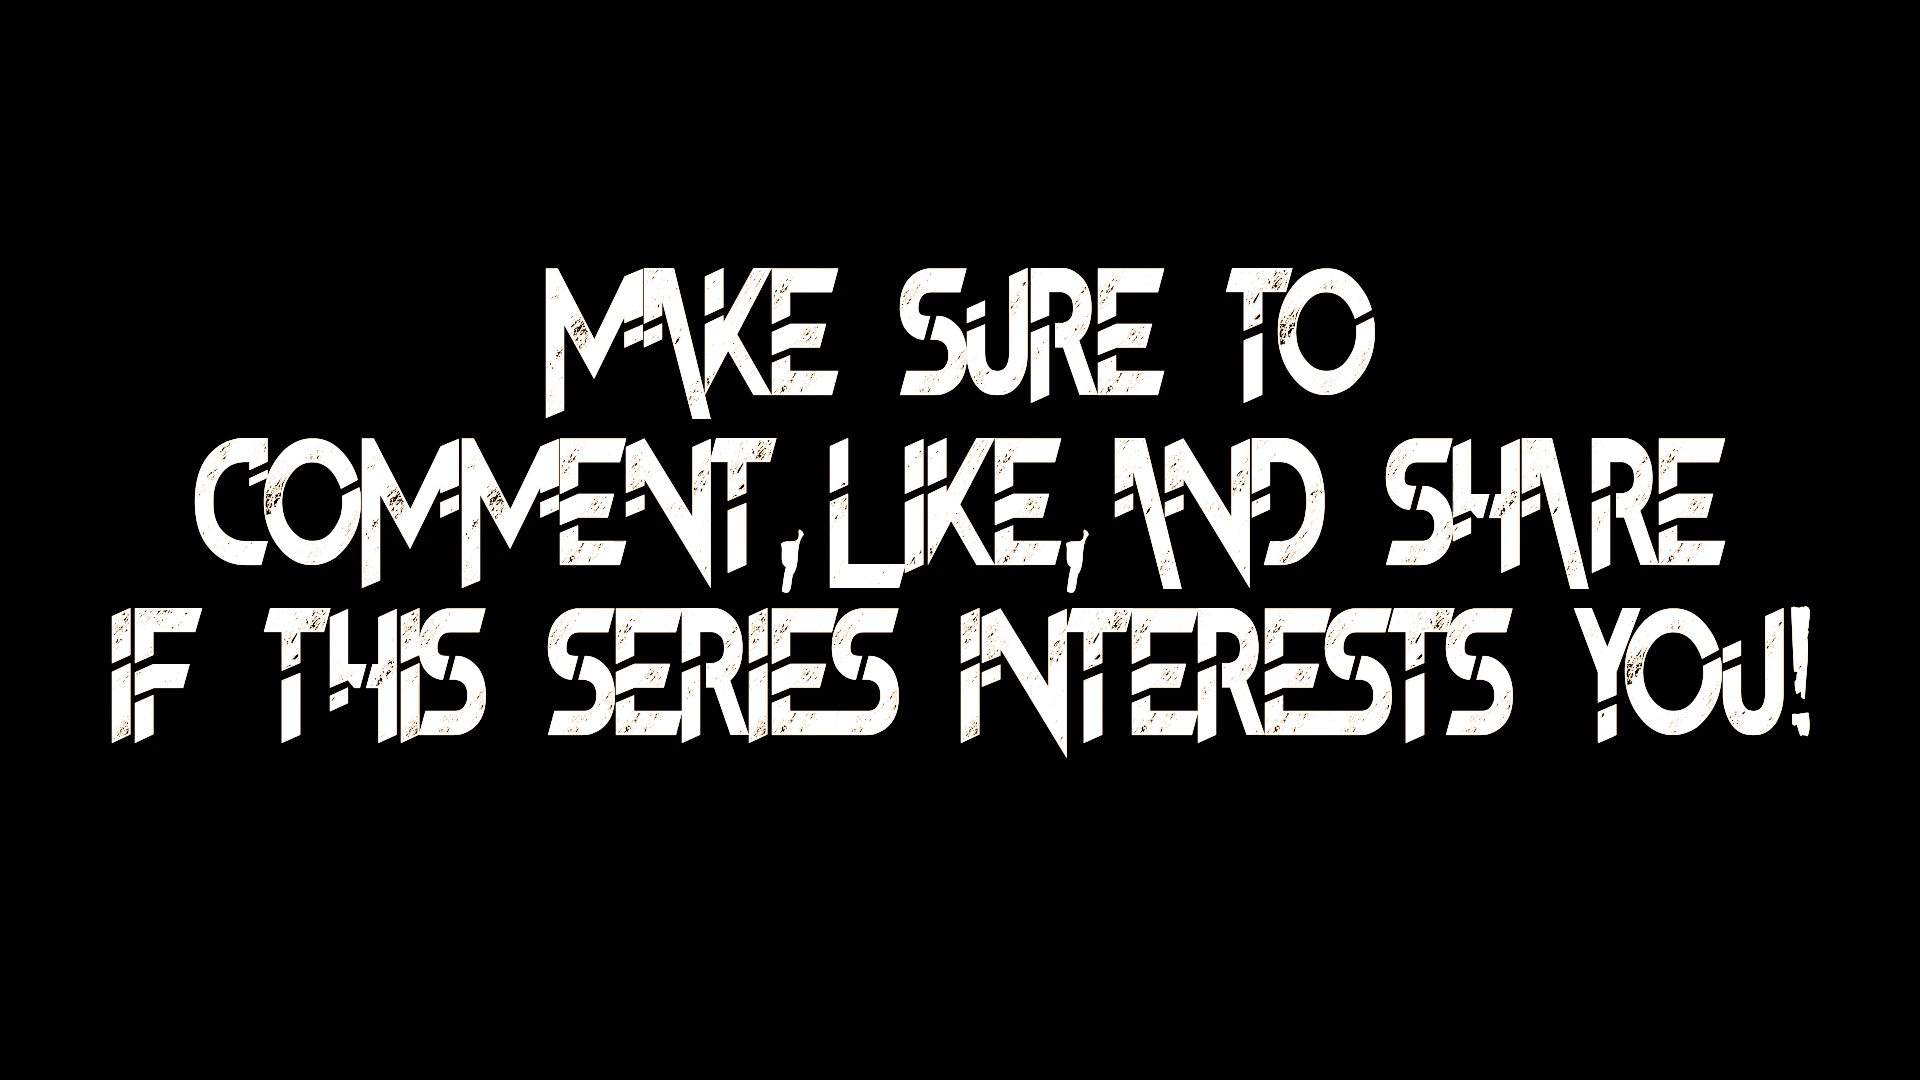 MAKE SURE TO
COMMENT, LIKE, AND SHARE
IF THIS SERIES INTERESTS YOU!